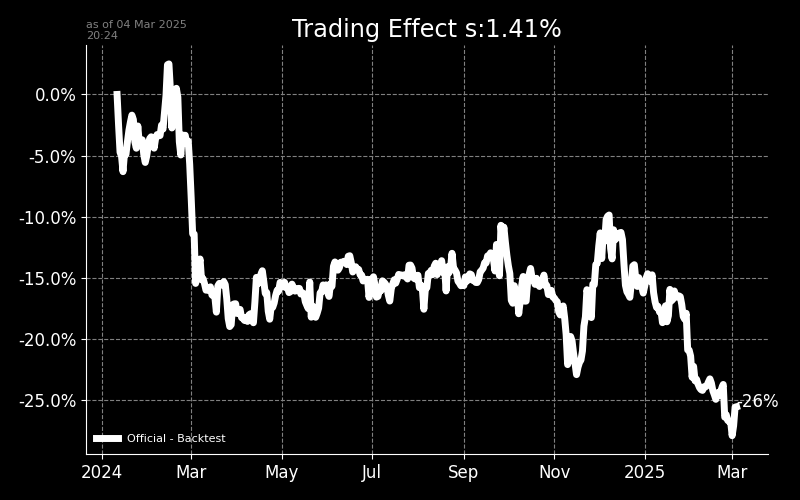 as of 04 Mar 2025
20:24
Trading Effect s:1.41%
0.0%
-5.0%
-10.0%
-15.0%
-20.0%
-25.0%
-26%
Official - Backtest
2024 Mar May Jul Sep Nov 2025 Mar